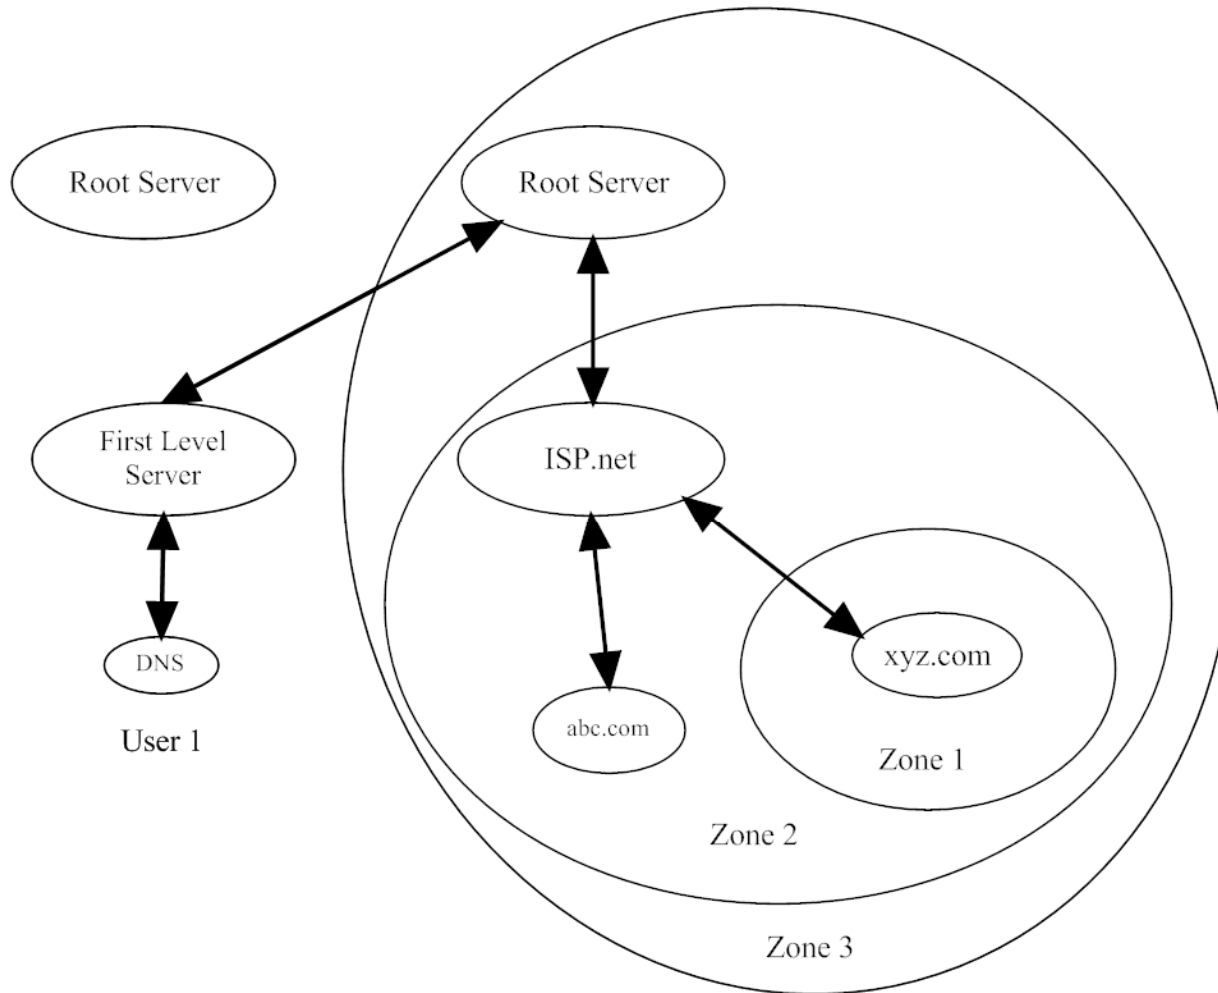 Root Server
Root Server
First Level
Server
ISP.net
DNS
xyz.com
abc.com
User 1
Zone 1
Zone 2
Zone 3